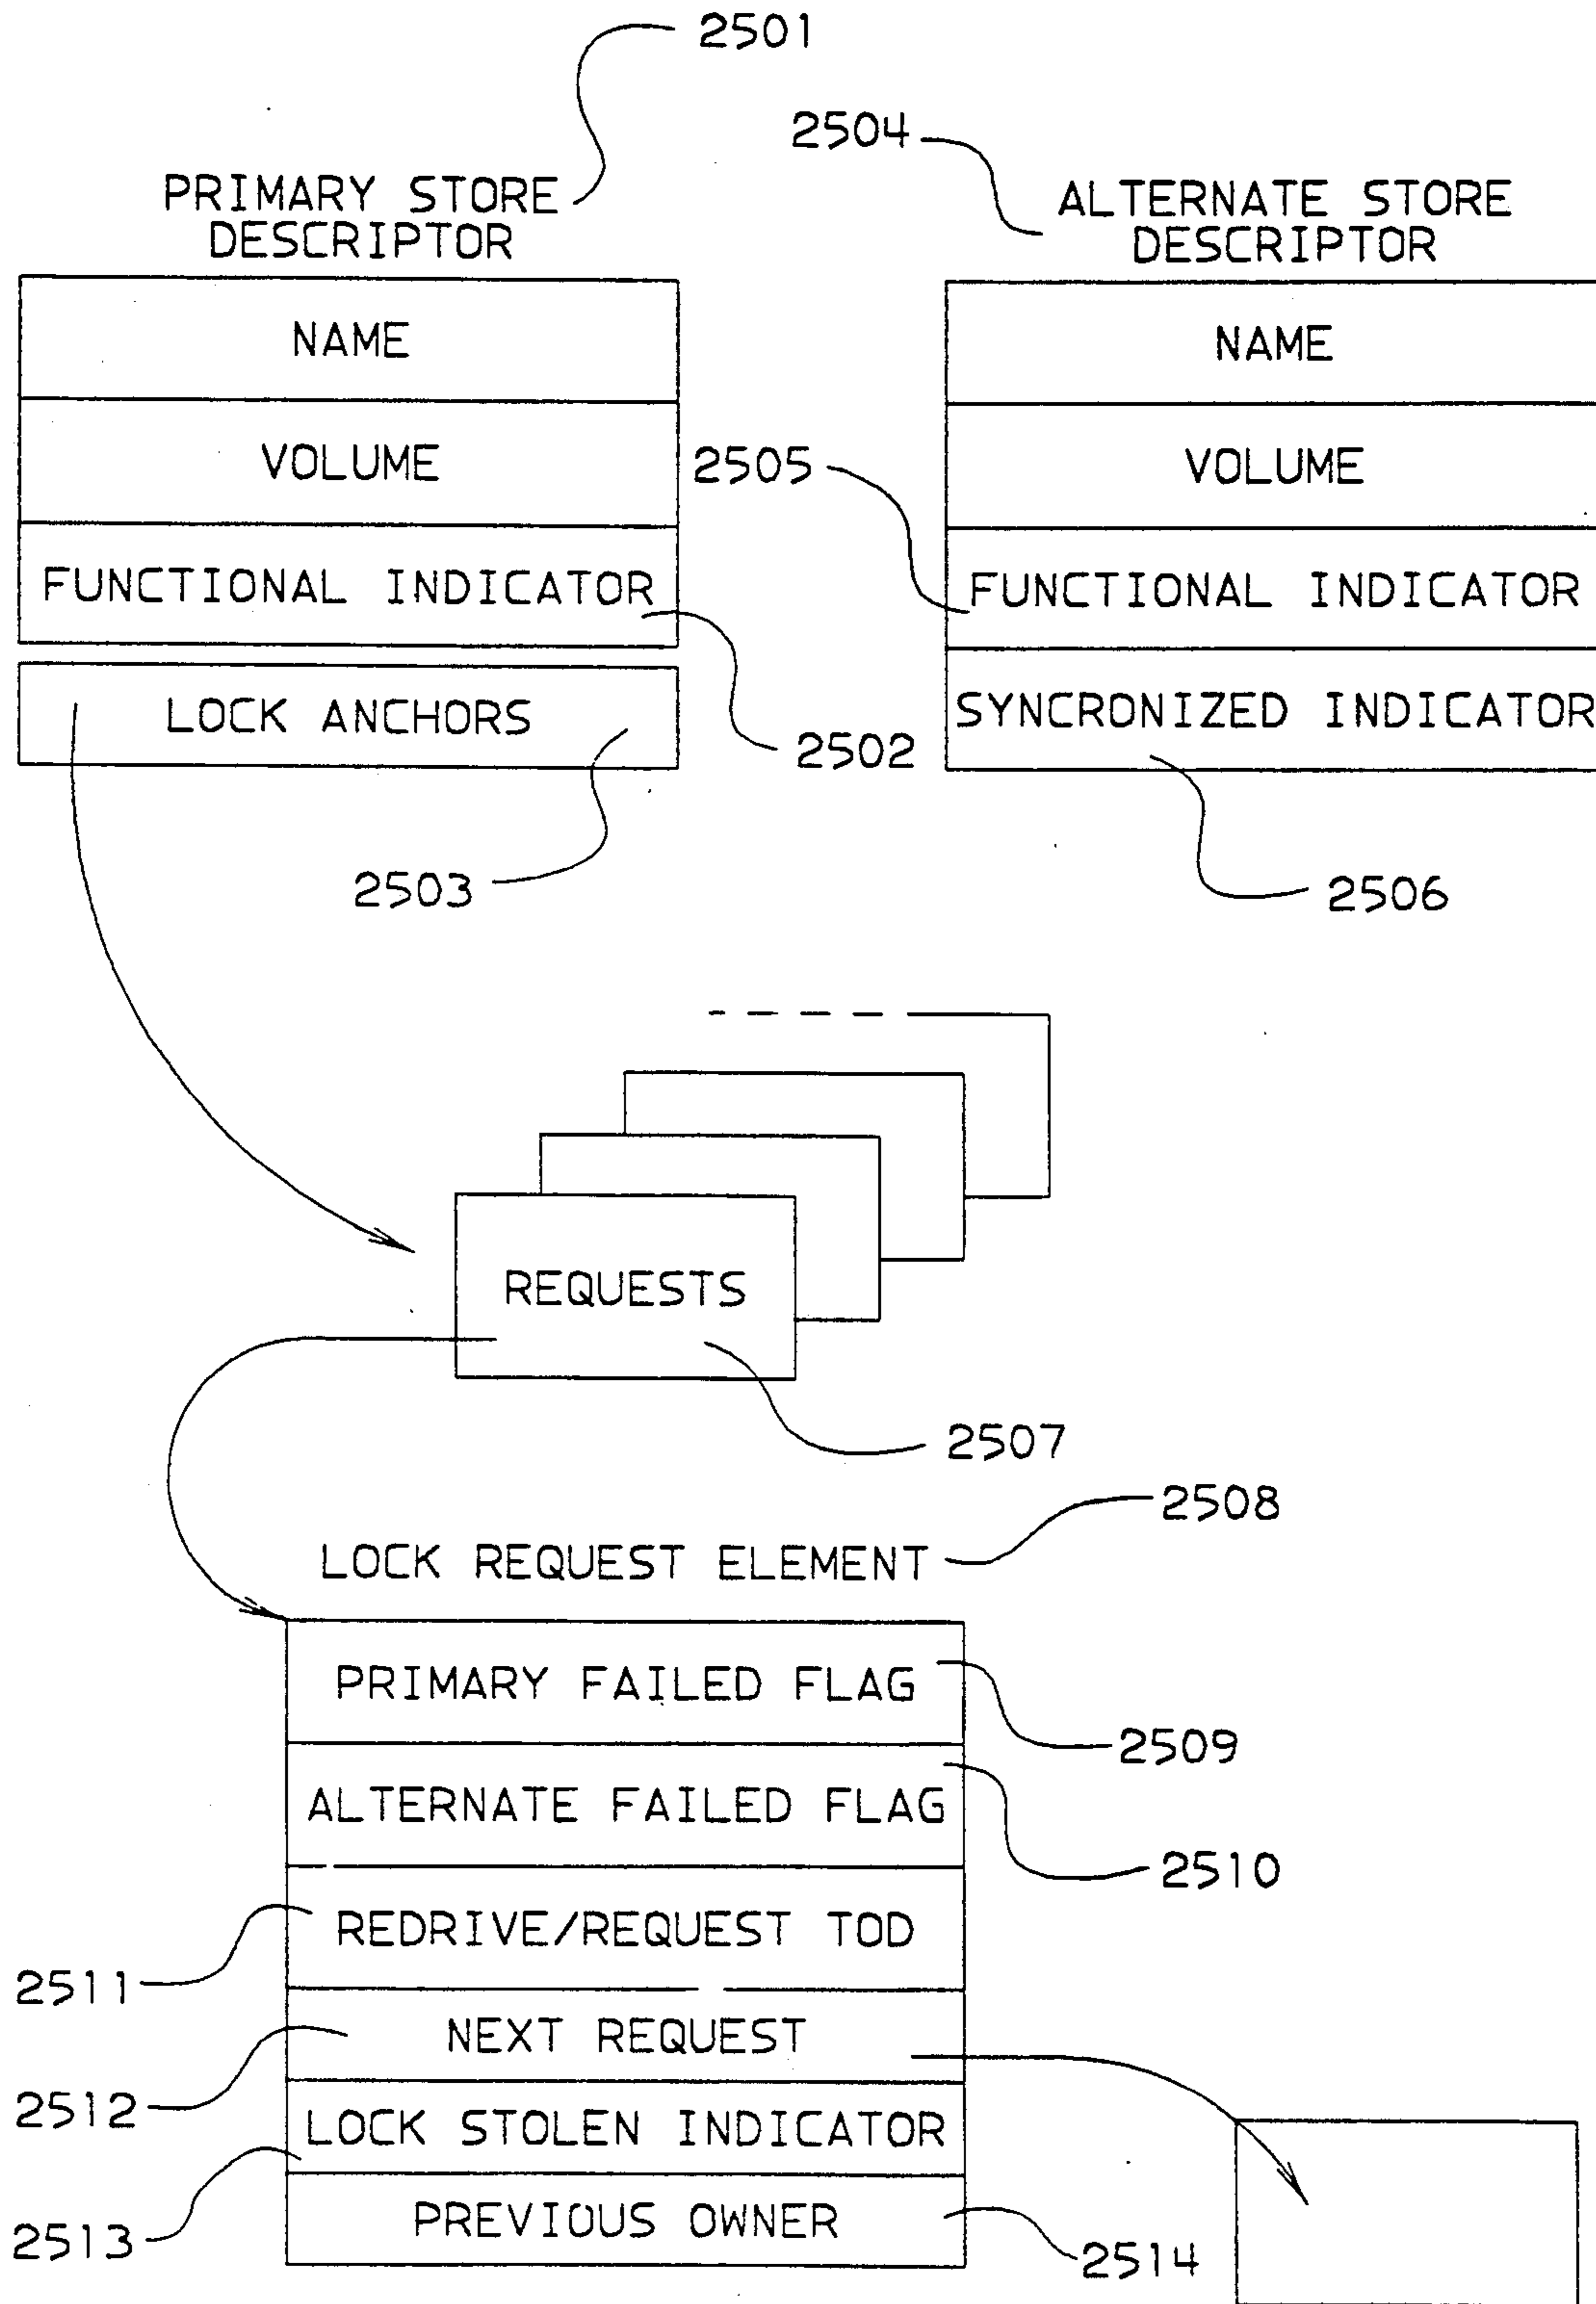 2501
2504
PRIMARY STORE
DESCRIPTOR
ALTERNATE STORE
DESCRIPTOR
NAME
NAME
VOLUME
2505
VOLUME
FUNCTIONAL INDICATOR
FUNCTIONAL INDICATOR
LOCK ANCHORS
2502
SYNCRONIZED INDICATOR
2503
2506
REQUESTS
2507
2508
LOCK REQUEST ELEMENT
PRIMARY FAILED FLAG
2509
ALTERNATE FAILED FLAG
2510
REDRIVE/REQUEST TOD
2511
NEXT REQUEST
2512
LOCK STOLEN INDICATOR
2513
PREVIOUS OWNER
2514